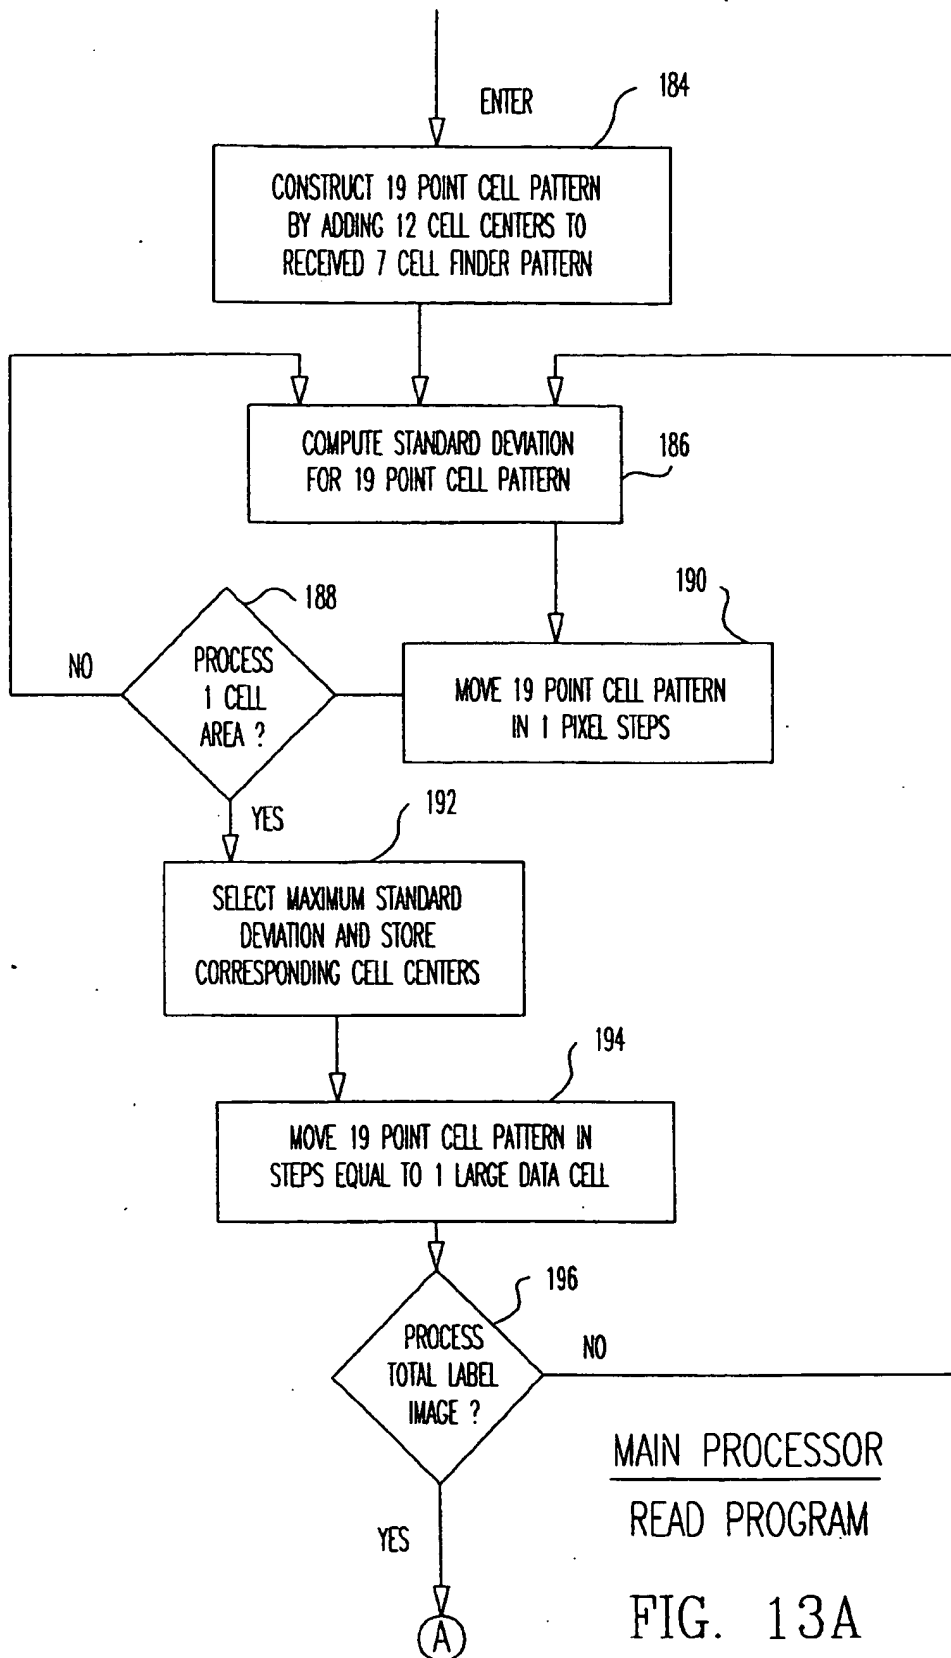 ENTER
184
CONSTRUCT 19 POINT CELL PATTERN
BY ADDING 12 CELL CENTERS TO
RECEIVED 7 CELL FINDER PATTERN
COMPUTE STANDARD DEVIATION
FOR 19 POINT CELL PATTERN
186
190
MOVE 19 POINT CELL PATTERN
IN 1 PIXEL STEPS
188
PROCESS
1 CELL
AREA ?
NO
YES
192
SELECT MAXIMUM STANDARD
DEVIATION AND STORE
CORRESPONDING CELL CENTERS
194
MOVE 19 POINT CELL PATTERN IN
STEPS EQUAL TO 1 LARGE DATA CELL
196
PROCESS
TOTAL LABEL
IMAGE ?
NO
YES
A
MAIN PROCESSOR
READ PROGRAM
FIG. 13A